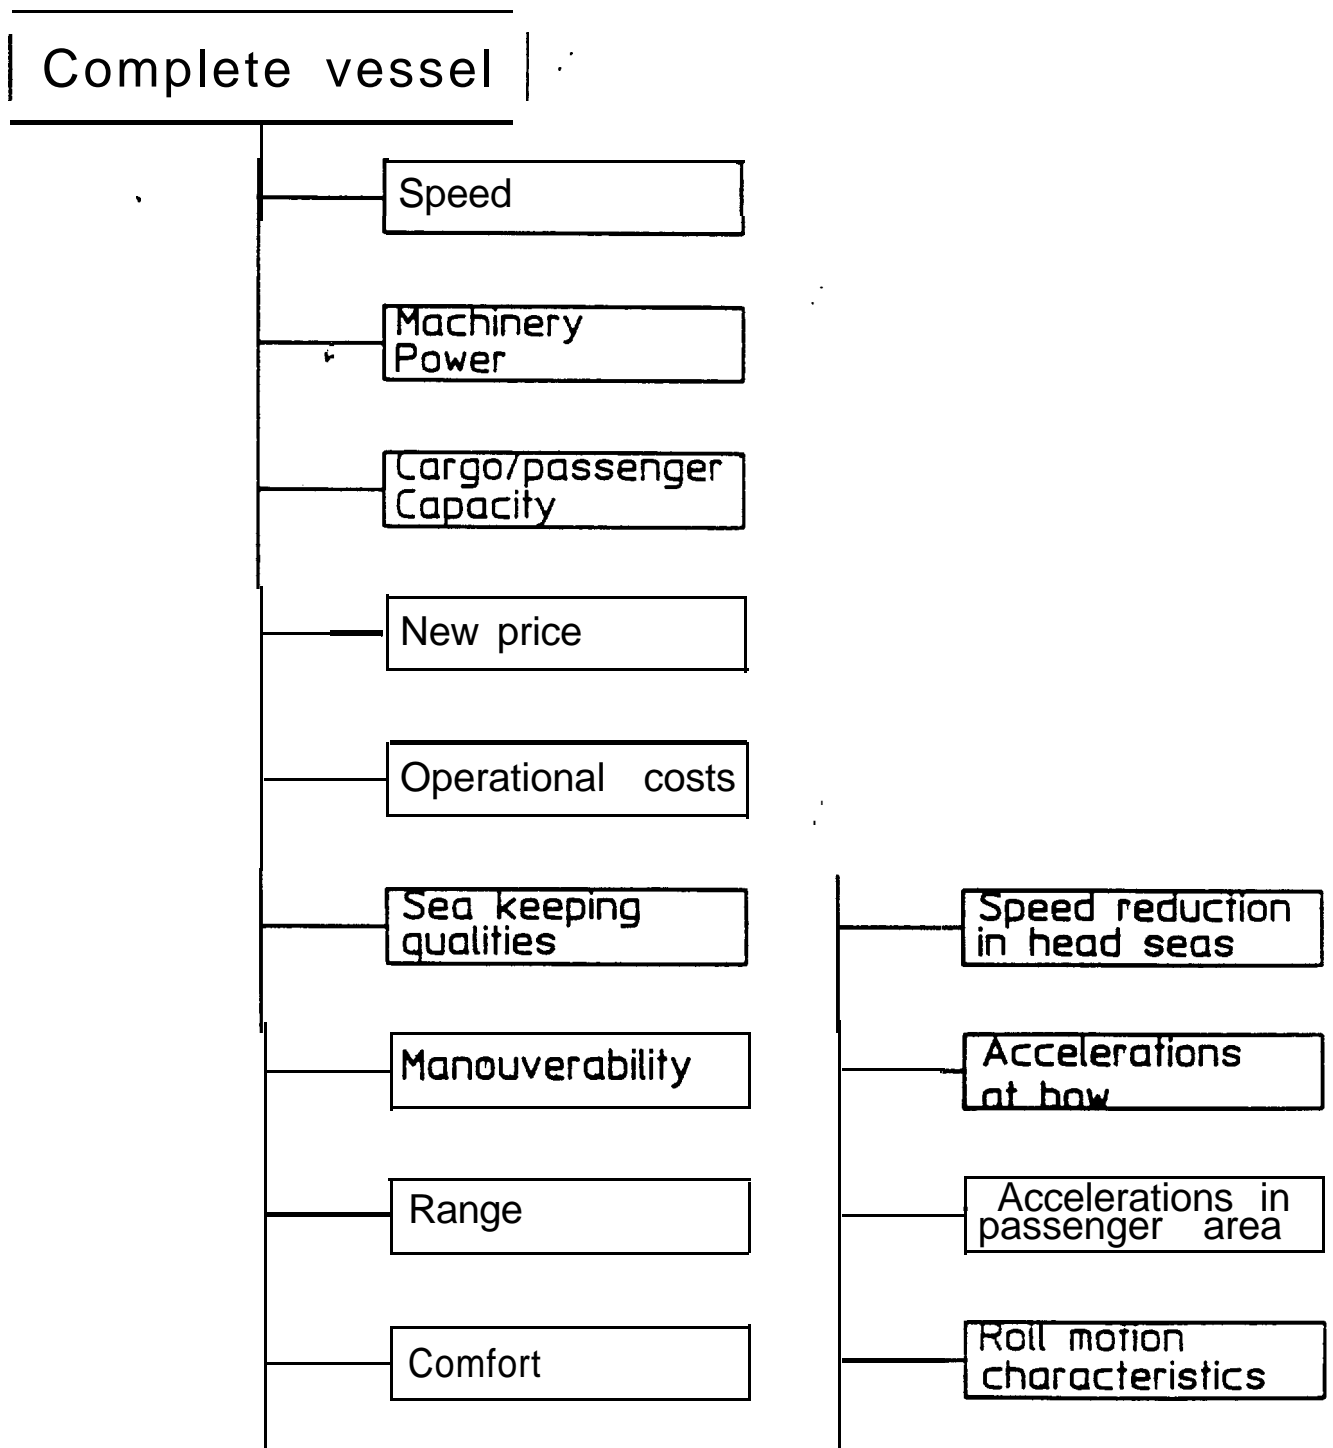 Complete vessel
Speed
Machinery
Power
Cargo/passenger
Capacity
New price
Operational costs
Sea keeping
qualities
Manouverability
Range
Comfort
Speed reduction
in head seas
Accelerations
at bow
Accelerations in
passenger area
Roll motion
characteristics